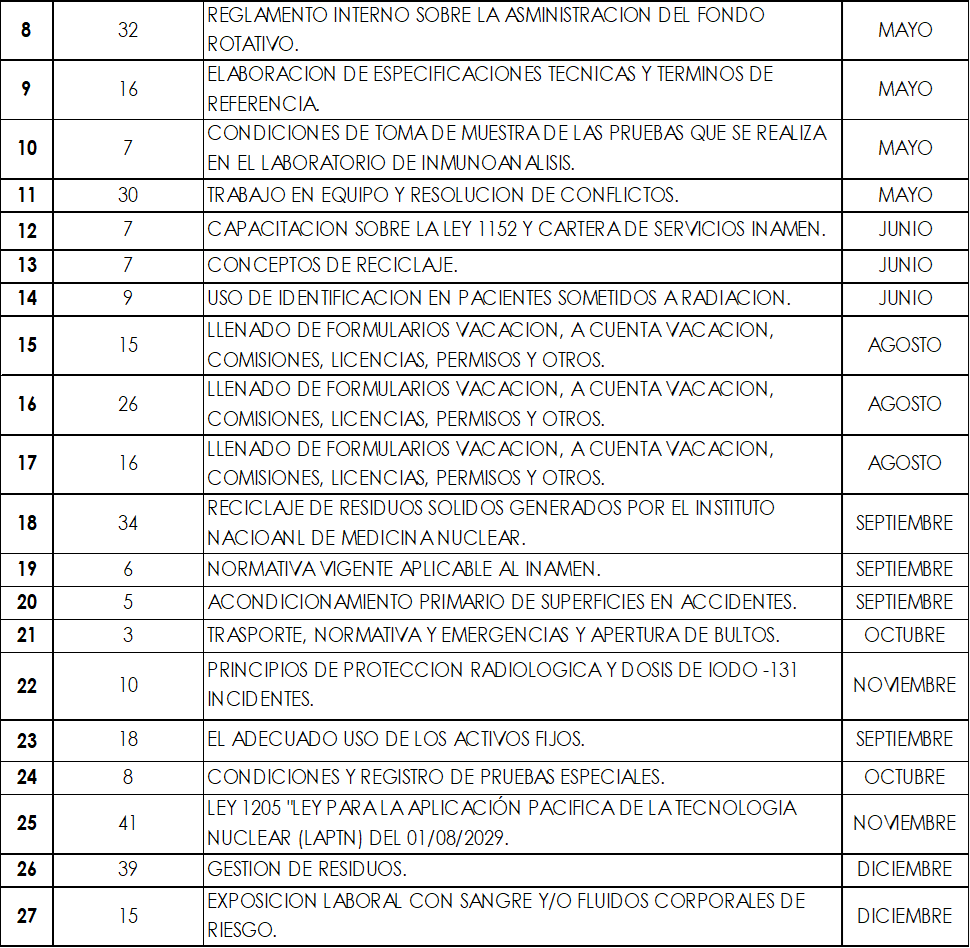 8 32 REGLAMENTO INTERNO SOBRE LA ASMINISTRACION DEL FONDO
ROTATIVO. MAYO
9 16 ELABORACION DE ESPECIFICACIONES TECNICAS Y TERMINOS DE
REFERENCIA. MAYO
10 7 CONDICIONES DE TOMA DE MUESTRA DE LAS PRUEBAS QUE SE REALIZA
EN EL LABORATORIO DE INMUNOANALISIS. MAYO
11 30 TRABAJO EN EQUIPO Y RESOLUCION DE CONFLICTOS. MAYO
12 7 CAPACITACION SOBRE LA LEY 1152 Y CARTERA DE SERVICIOS INAMEN. JUNIO
13 7 CONCEPTOS DE RECICLAJE. JUNIO
14 9 USO DE IDENTIFICACION EN PACIENTES SOMETIDOS A RADIACION. JUNIO
15 15 LLENADO DE FORMULARIOS VACACION, A CUENTA VACACION,
COMISIONES, LICENCIAS, PERMISOS Y OTROS. AGOSTO
16 26 LLENADO DE FORMULARIOS VACACION, A CUENTA VACACION,
COMISIONES, LICENCIAS, PERMISOS Y OTROS. AGOSTO
17 16 LLENADO DE FORMULARIOS VACACION, A CUENTA VACACION,
COMISIONES, LICENCIAS, PERMISOS Y OTROS. AGOSTO
18 34 RECICLAJE DE RESIDUOS SOLIDOS GENERADOS POR EL INSTITUTO
NACIOANL DE MEDICINA NUCLEAR. SEPTIEMBRE
19 6 NORMATIVA VIGENTE APLICABLE AL INAMEN. SEPTIEMBRE
20 5 ACONDICIONAMIENTO PRIMARIO DE SUPERFICIES EN ACCIDENTES. SEPTIEMBRE
21 3 TRASPORTE, NORMATIVA Y EMERGENCIAS Y APERTURA DE BULTOS. OCTUBRE
22 10 PRINCIPIOS DE PROTECCION RADIOLOGICA Y DOSIS DE IODO -131
INCIDENTES. NOVIEMBRE
23 18 EL ADECUADO USO DE LOS ACTIVOS FIJOS. SEPTIEMBRE
24 8 CONDICIONES Y REGISTRO DE PRUEBAS ESPECIALES. OCTUBRE
25 41 LEY 1205 "LEY PARA LA APLICACIÓN PACIFICA DE LA TECNOLOGIA
NUCLEAR (LAPTN) DEL 01/08/2029. NOVIEMBRE
26 39 GESTION DE RESIDUOS. DICIEMBRE
27 15 EXPOSICION LABORAL CON SANGRE Y/O FLUIDOS CORPORALES DE
RIESGO. DICIEMBRE